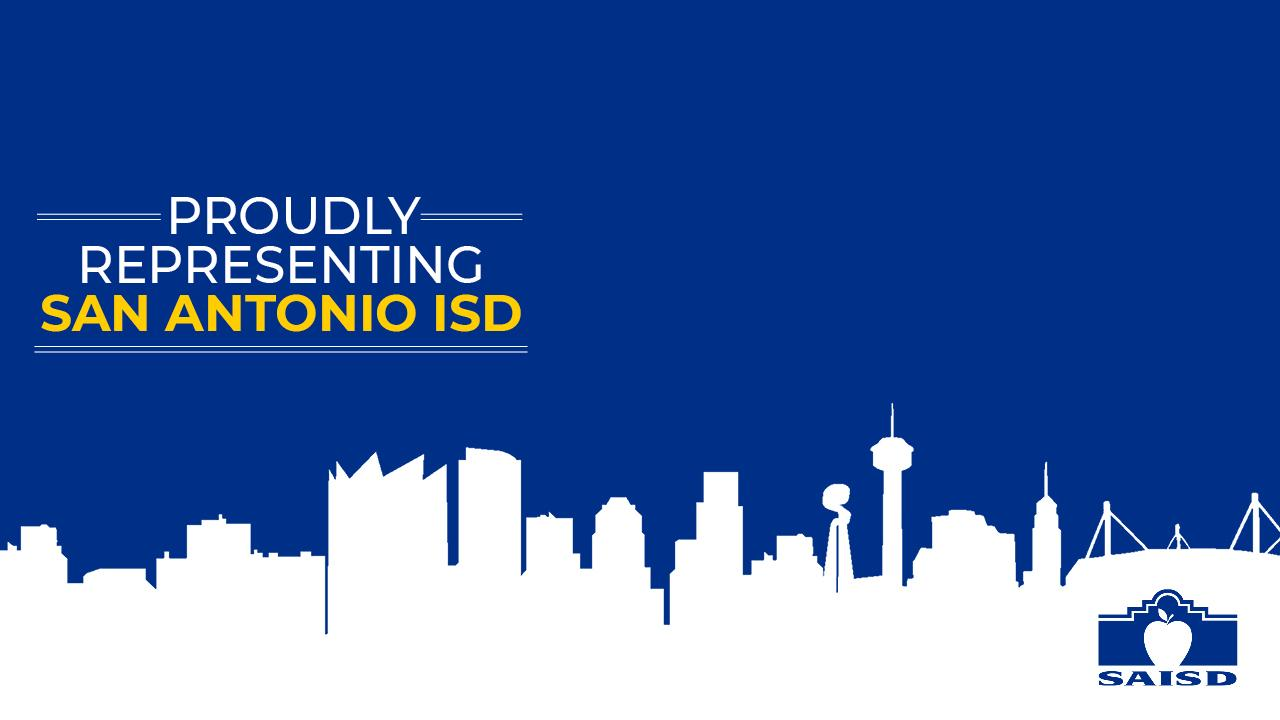 PROUDLY
REPRESENTING
SAN ANTONIO ISD
SAISD